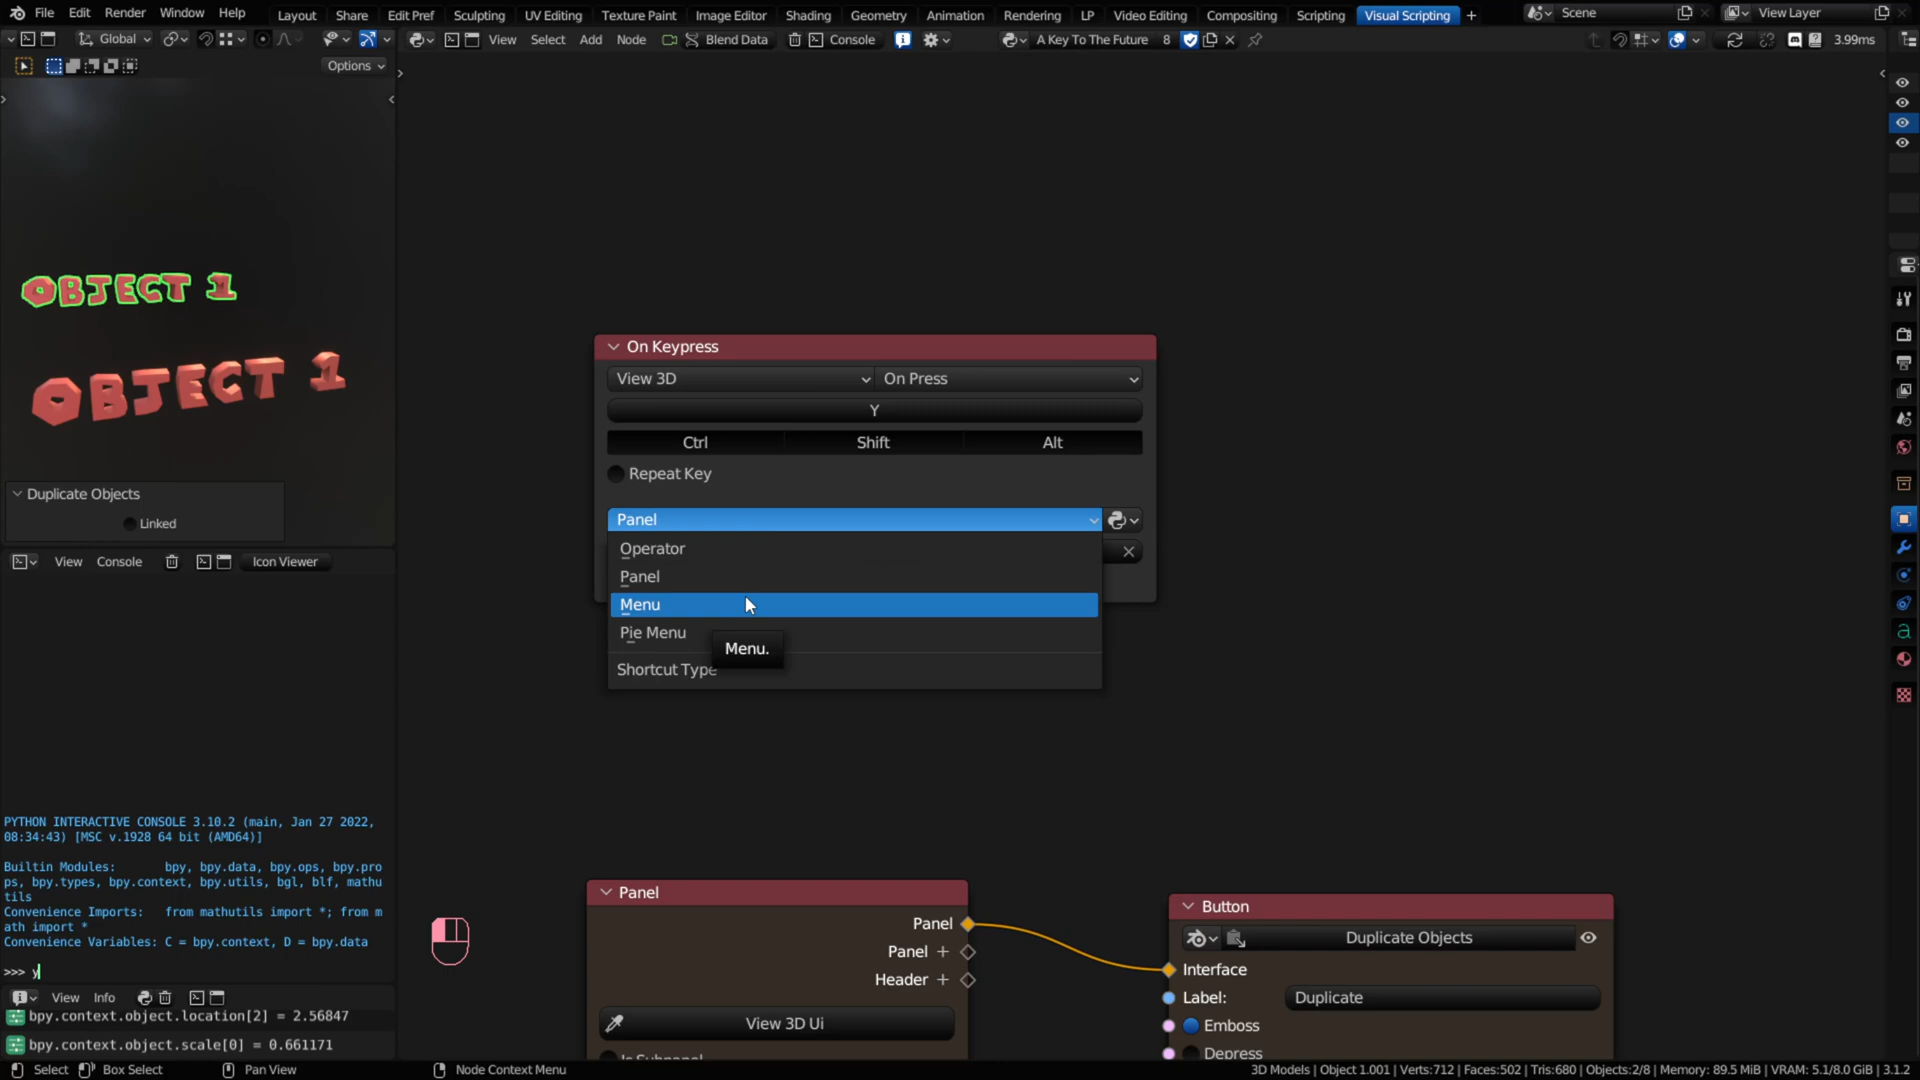 File Edit Render Window Help Layout Share Edit Pref Sculpting UV Editing Texture Paint Image Editor Shading Geometry Animation Rendering LP Video Editing Compositing Scripting Visual Scripting + Scene View Layer
Global View Select Add Node Blend Data Console A Key To The Future 8 3.99ms
Options
OBJECT 1
OBJECT 1
Duplicate Objects
Linked
View Console Icon Viewer
PYTHON INTERACTIVE CONSOLE 3.10.2 (main, Jan 27 2022,
08:34:43) [MSC v.1928 64 bit (AMD64)]
Builtin Modules: bpy, bpy.data, bpy.ops, bpy.pro
ps, bpy.types, bpy.context, bpy.utils, bgl, blf, mathu
tils
Convenience Imports: from mathutils import *; from m
ath import *
Convenience Variables: C = bpy.context, D = bpy.data
>>> y
View Info
bpy.context.object.location[2] = 2.56847
bpy.context.object.scale[0] = 0.661171
On Keypress
View 3D On Press
Y
Ctrl Shift Alt
Repeat Key
Panel
Operator
Panel
Menu
Pie Menu
Menu.
Shortcut Type
Panel
Panel
Panel +
Header +
View 3D Ui
Is Subpanel
Button
Duplicate Objects
Interface
Label: Duplicate
Emboss
Depress
Select Box Select Pan View Node Context Menu 3D Models | Object 1.001 | Verts:712 | Faces:502 | Tris:680 | Objects:2/8 | Memory: 89.5 MiB | VRAM: 5.1/8.0 GiB | 3.1.2